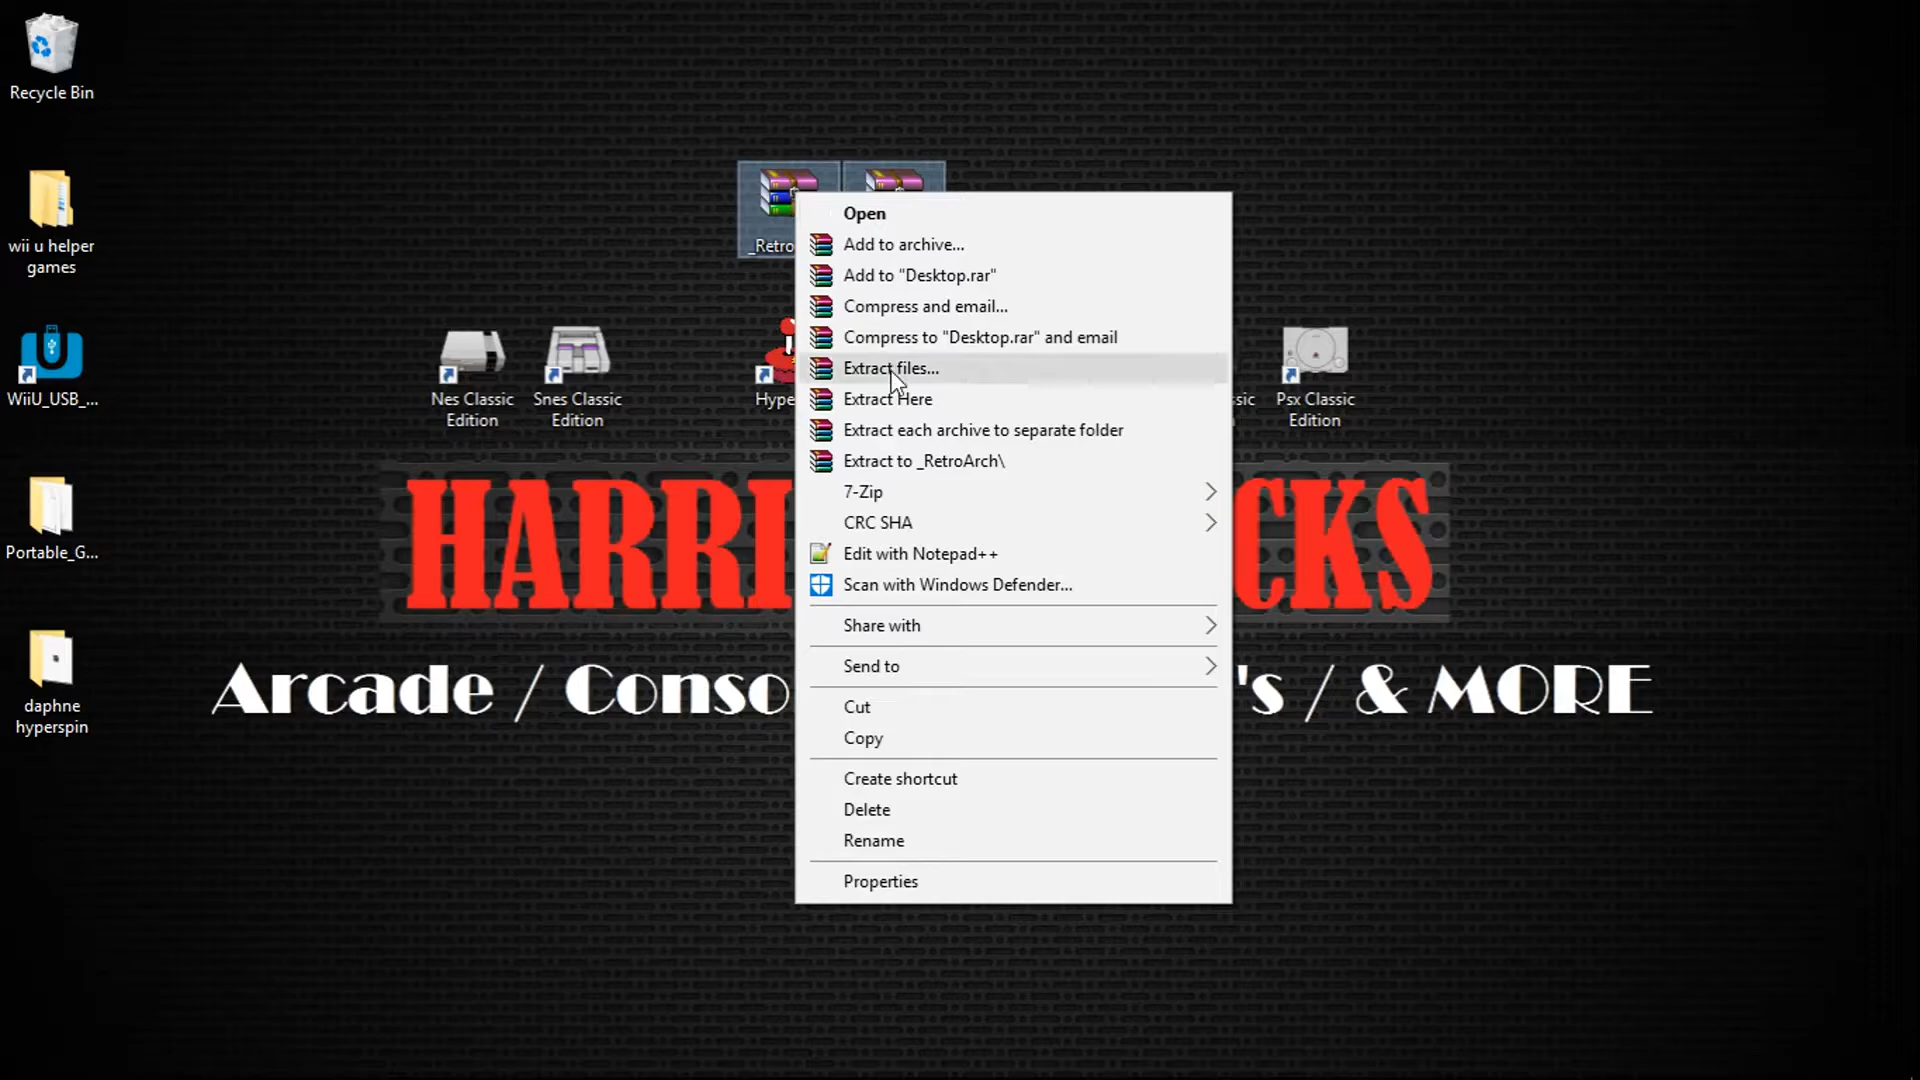 Recycle Bin
wii u helper
games
WiiU_USB_...
Portable_G...
daphne
hyperspin
_Retro
Nes Classic
Edition
Snes Classic
Edition
Hype
sic
Psx Classic
Edition
Open
Add to archive...
Add to "Desktop.rar"
Compress and email...
Compress to "Desktop.rar" and email
Extract files...
Extract Here
Extract each archive to separate folder
Extract to _RetroArch\
7-Zip
CRC SHA
Edit with Notepad++
Scan with Windows Defender...
Share with
Send to
Cut
Copy
Create shortcut
Delete
Rename
Properties
HARRI CKS
Arcade / Conso 's / & MORE